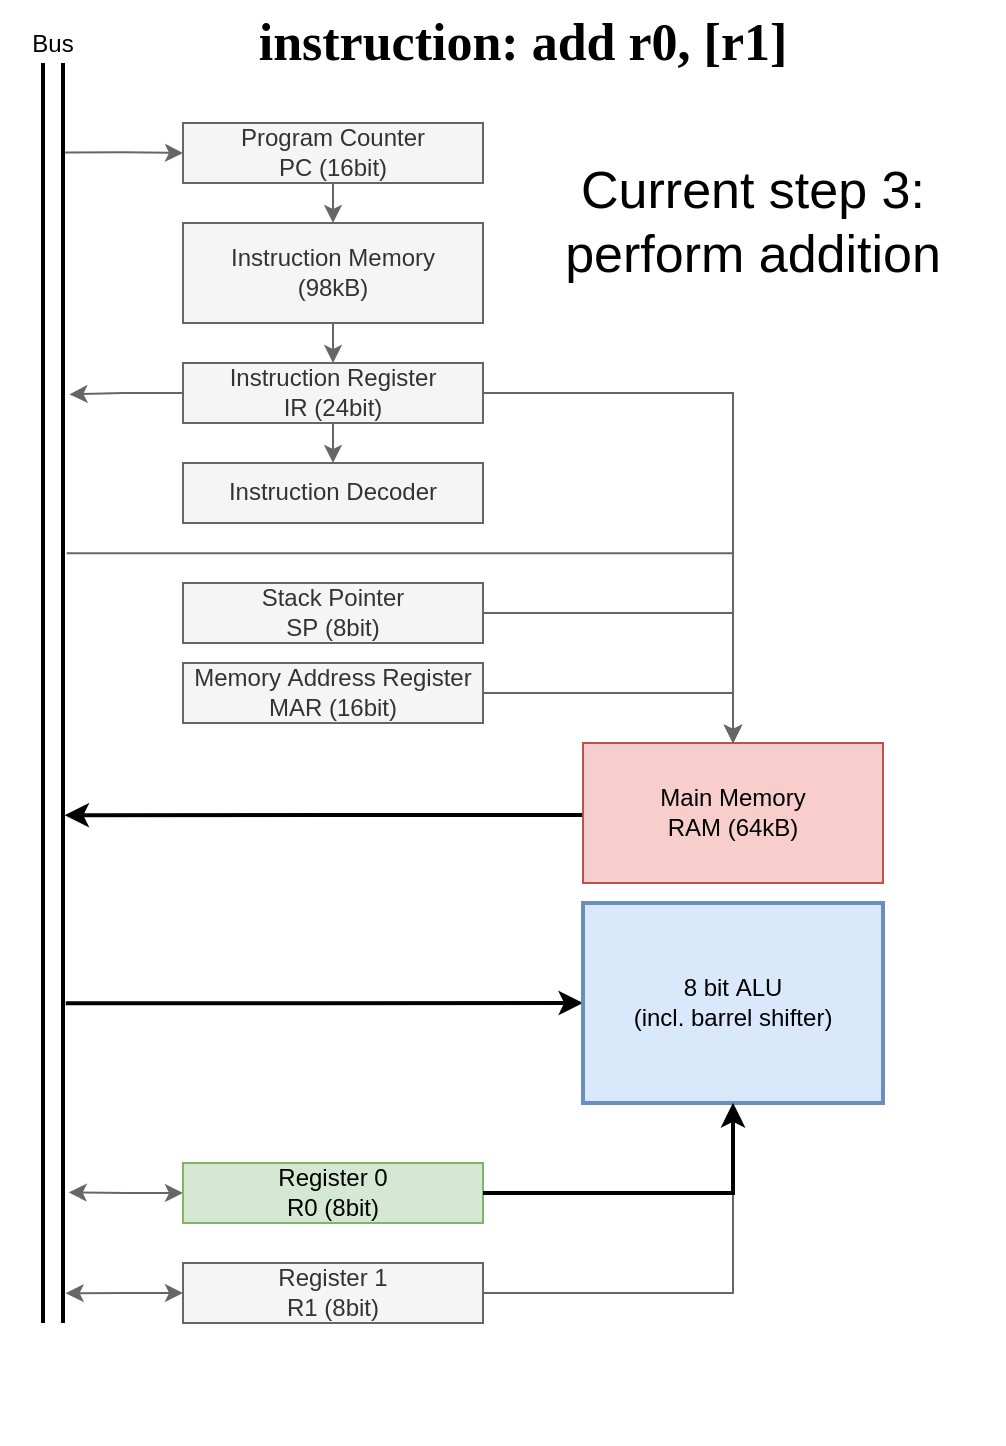 Bus
instruction: add r0, [r1]
Program Counter
PC (16bit)
Current step 3:
perform addition
Instruction Memory
(98kB)
Instruction Register
IR (24bit)
Instruction Decoder
Stack Pointer
SP (8bit)
Memory Address Register
MAR (16bit)
Main Memory
RAM (64kB)
8 bit ALU
(incl. barrel shifter)
Register 0
R0 (8bit)
Register 1
R1 (8bit)